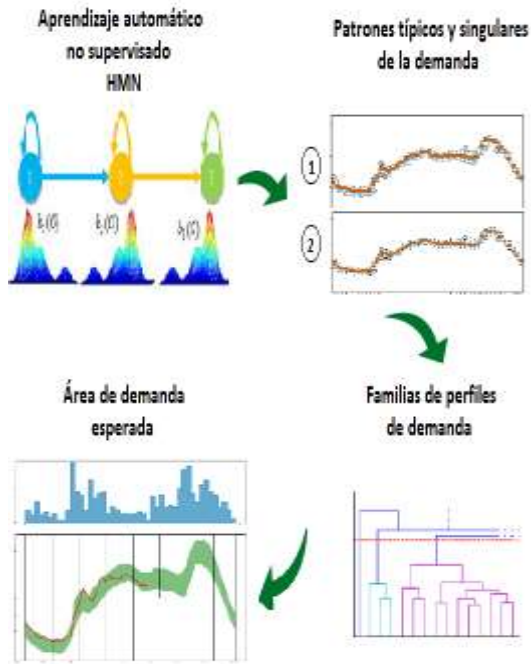 Aprendizaje automático
no supervisado
HMN
Patrones típicos y singulares
de la demanda
1
2
Familias de perfiles
de demanda
Área de demanda
esperada